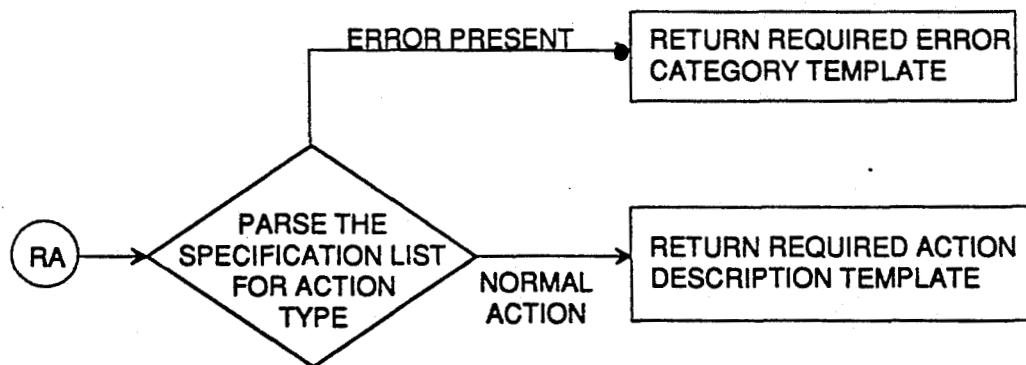 ERROR PRESENT
RETURN REQUIRED ERROR
CATEGORY TEMPLATE
RA
PARSE THE
SPECIFICATION LIST
FOR ACTION
TYPE
NORMAL
ACTION
RETURN REQUIRED ACTION
DESCRIPTION TEMPLATE